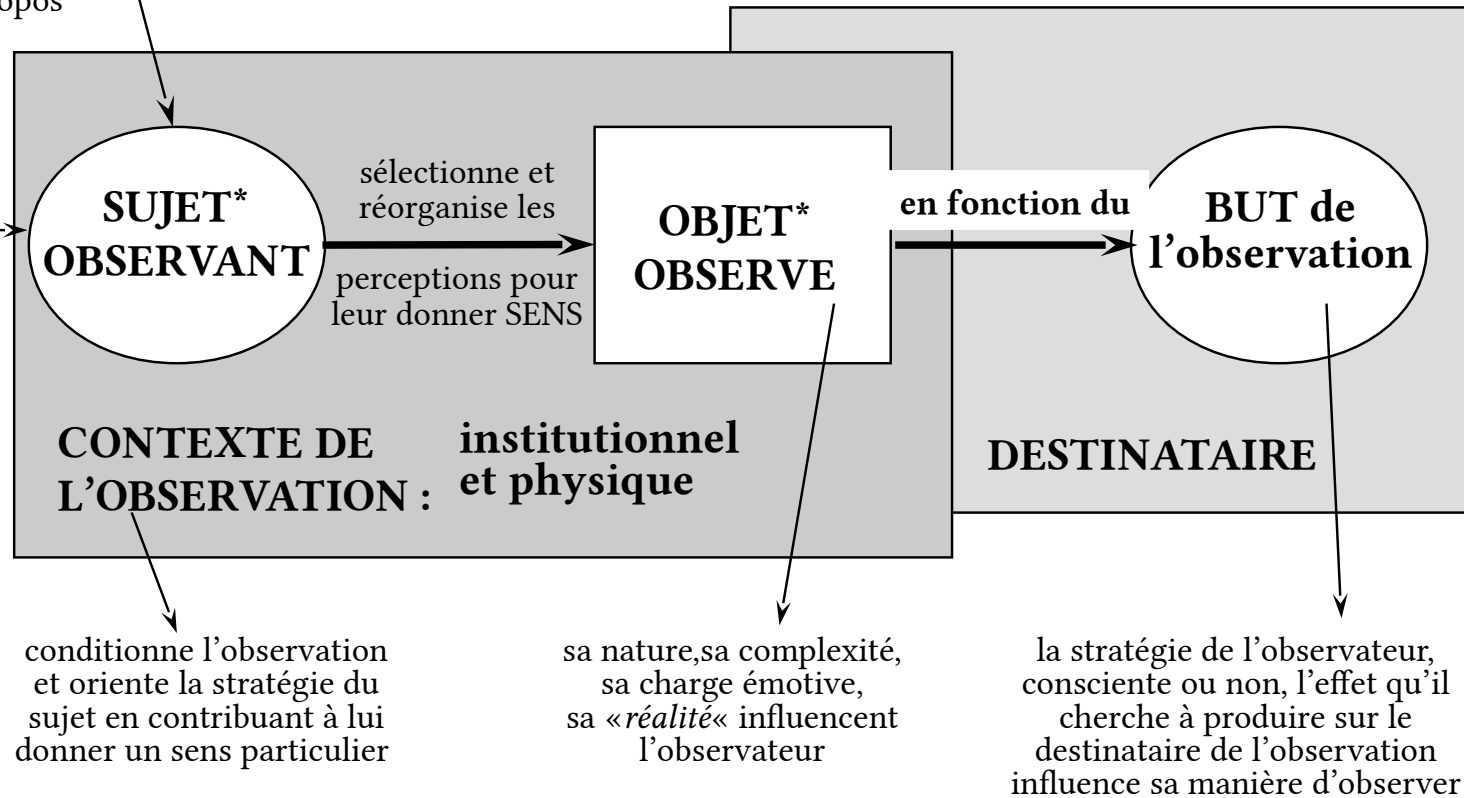 SUJET*
OBSERVANT
sélectionne et
réorganise les
perceptions pour
leur donner SENS
OBJET*
OBSERVE
en fonction du
BUT de
l’observation
CONTEXTE DE
L’OBSERVATION :
institutionnel
et physique
DESTINATAIRE
conditionne l’observation
et oriente la stratégie du
sujet en contribuant à lui
donner un sens particulier
sa nature,sa complexité,
sa charge émotive,
sa «réalité« influencent
l’observateur
la stratégie de l’observateur,
consciente ou non, l’effet qu’il
cherche à produire sur le
destinataire de l’observation
influence sa manière d’observer